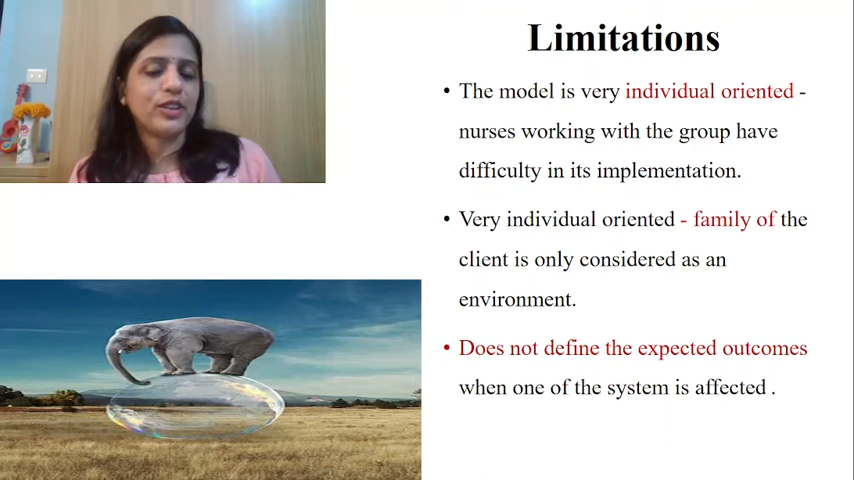 Limitations
• The model is very individual oriented -
nurses working with the group have
difficulty in its implementation.
• Very individual oriented - family of the
client is only considered as an
environment.
• Does not define the expected outcomes
when one of the system is affected .